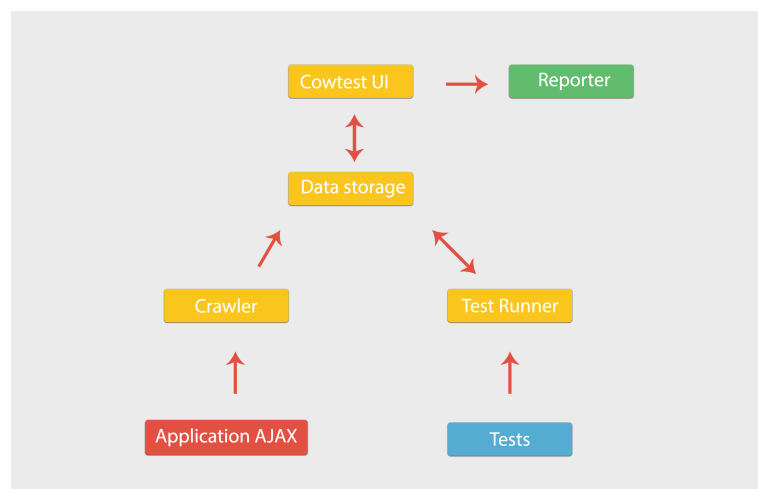 Cowtest UI
Reporter
Data storage
Crawler
Test Runner
Application AJAX
Tests